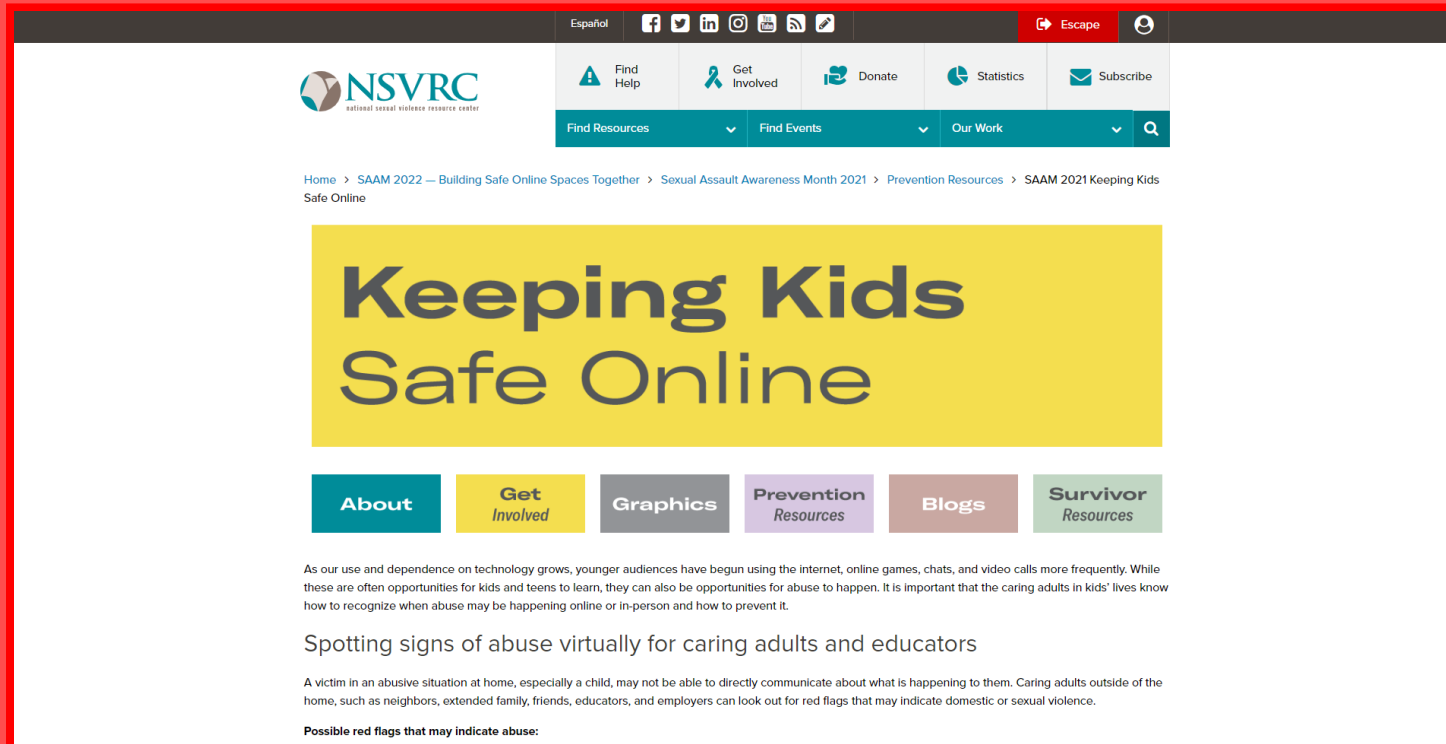 Español
Escape
NSVRC
national sexual violence resource center
Find
Help
Get
Involved
Donate
Statistics
Subscribe
Find Resources
Find Events
Our Work
Home > SAAM 2022 — Building Safe Online Spaces Together > Sexual Assault Awareness Month 2021 > Prevention Resources > SAAM 2021 Keeping Kids
Safe Online
Keeping Kids
Safe Online
About
Get
Involved
Graphics
Prevention
Resources
Blogs
Survivor
Resources
As our use and dependence on technology grows, younger audiences have begun using the internet, online games, chats, and video calls more frequently. While
these are often opportunities for kids and teens to learn, they can also be opportunities for abuse to happen. It is important that the caring adults in kids' lives know
how to recognize when abuse may be happening online or in-person and how to prevent it.
Spotting signs of abuse virtually for caring adults and educators
A victim in an abusive situation at home, especially a child, may not be able to directly communicate about what is happening to them. Caring adults outside of the
home, such as neighbors, extended family, friends, educators, and employers can look out for red flags that may indicate domestic or sexual violence.
Possible red flags that may indicate abuse: